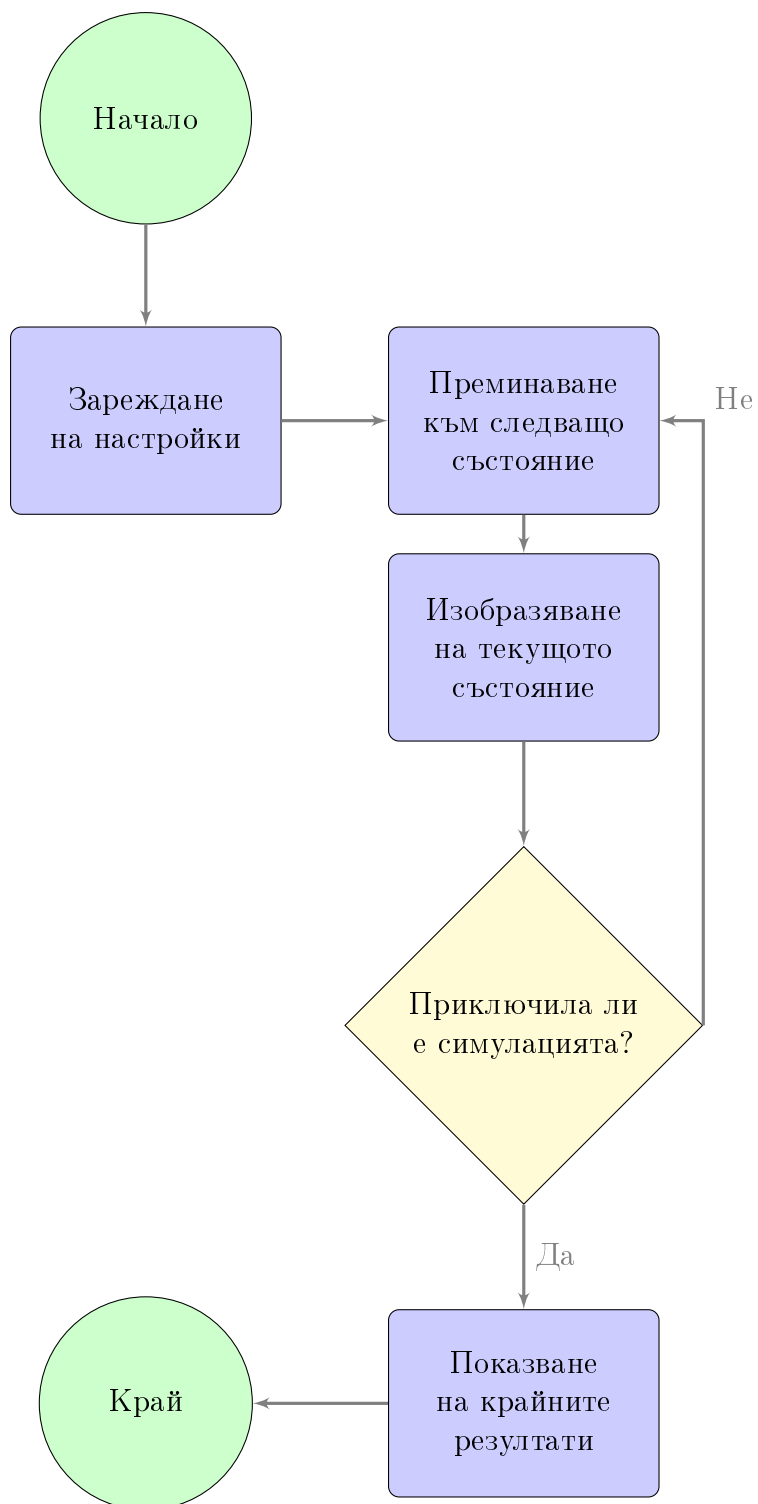 Начало
Зареждане
на настройки
Преминаване
към следващо
състояние
Не
Изобразяване
на текущото
състояние
Приключила ли
е симулацията?
Да
Показване
на крайните
резултати
Край